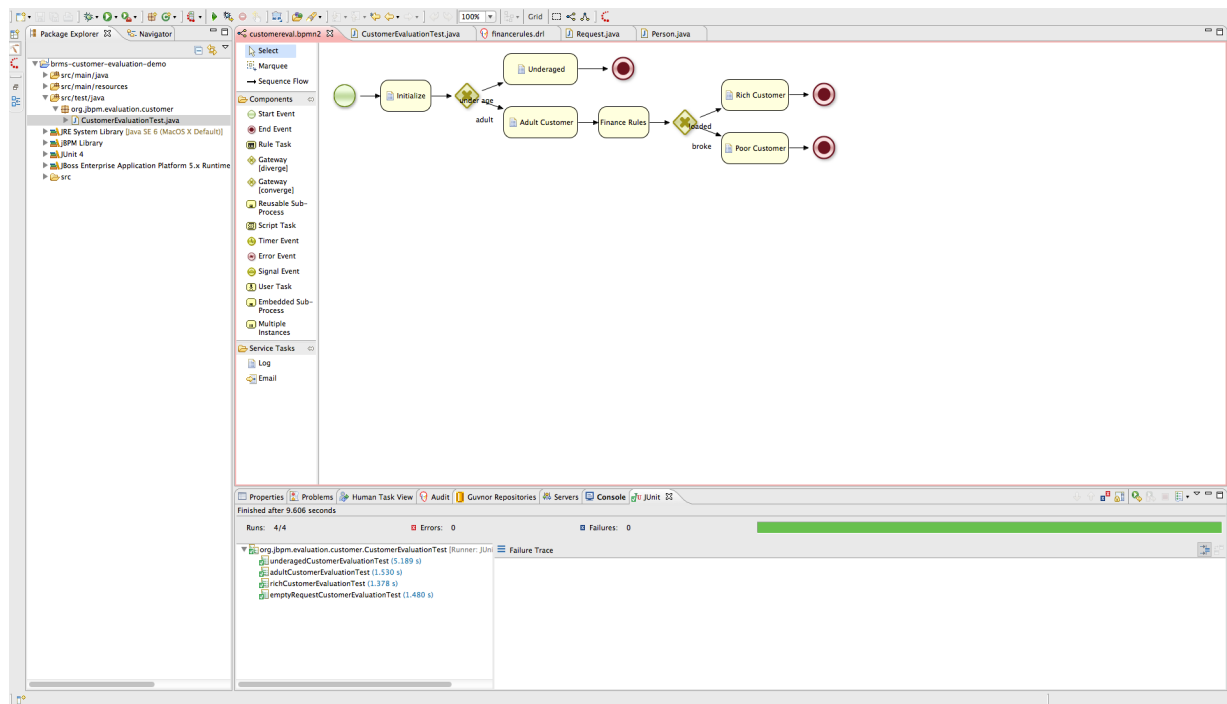 100%
Grid
Package Explorer
Navigator
brms-customer-evaluation-demo
src/main/java
src/main/resources
src/test/java
org.jbpm.evaluation.customer
CustomerEvaluationTest.java
JRE System Library [Java SE 6 (MacOS X Default)]
jBPM Library
JUnit 4
JBoss Enterprise Application Platform 5.x Runtime
src
customereval.bpmn2
CustomerEvaluationTest.java
financerules.drl
Request.java
Person.java
Select
Marquee
Sequence Flow
Components
Start Event
End Event
Rule Task
Gateway
[diverge]
Gateway
[converge]
Reusable Sub-
Process
Script Task
Timer Event
Error Event
Signal Event
User Task
Embedded Sub-
Process
Multiple
Instances
Service Tasks
Log
Email
Initialize
under age
adult
Underaged
Adult Customer
Finance Rules
loaded
broke
Rich Customer
Poor Customer
Properties
Problems
Human Task View
Audit
Guvnor Repositories
Servers
Console
JUnit
Finished after 9.606 seconds
Runs: 4/4
Errors: 0
Failures: 0
org.jbpm.evaluation.customer.CustomerEvaluationTest [Runner: JUni
underagedCustomerEvaluationTest (5.189 s)
adultCustomerEvaluationTest (1.530 s)
richCustomerEvaluationTest (1.378 s)
emptyRequestCustomerEvaluationTest (1.480 s)
Failure Trace